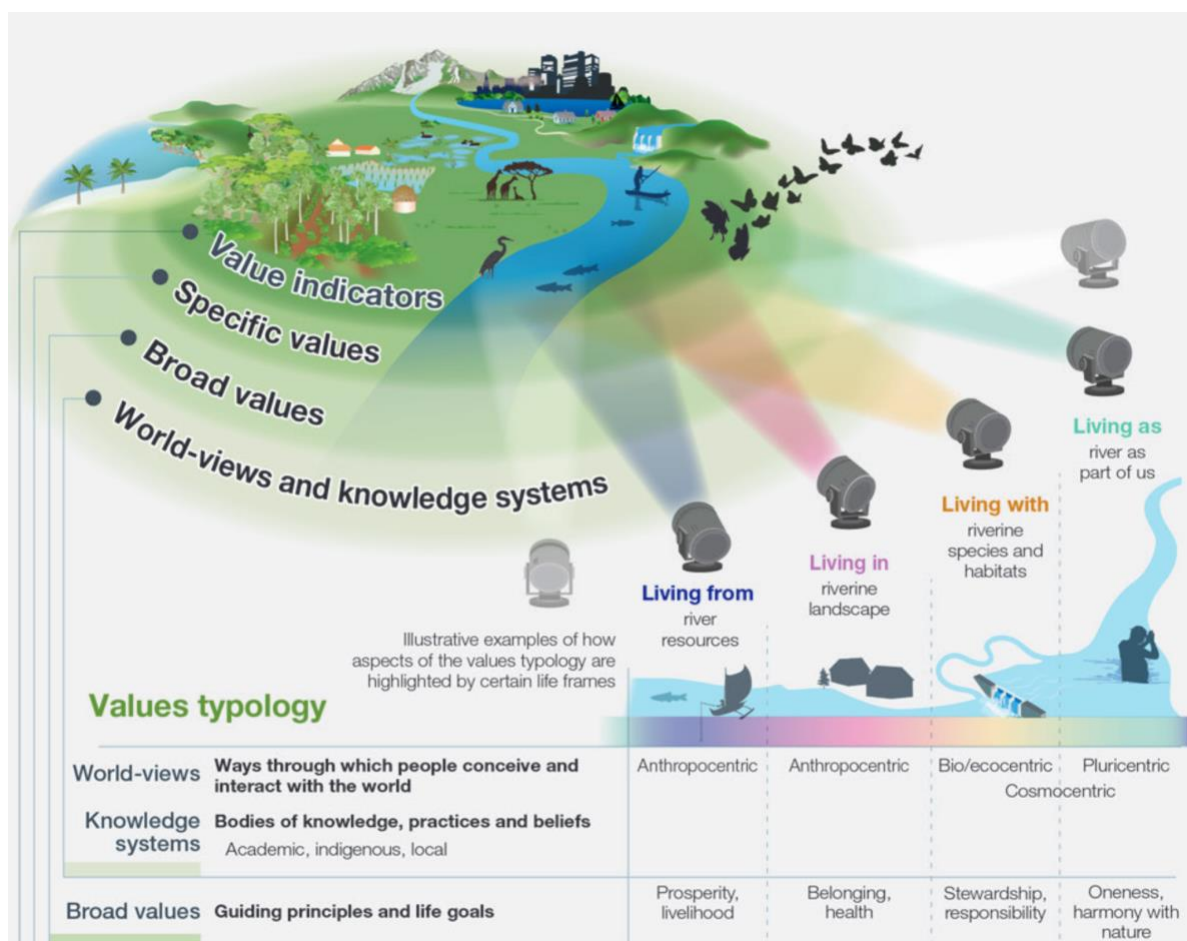 Value indicators
Specific values
Broad values
World-views and knowledge systems
Living as
river as
part of us
Living with
riverine
species and
habitats
Living in
riverine
landscape
Living from
river
resources
Illustrative examples of how
aspects of the values typology are
highlighted by certain life frames
Values typology
World-views
Ways through which people conceive and
interact with the world
Anthropocentric
Anthropocentric
Bio/ecocentric
Pluricentric
Cosmocentric
Knowledge
systems
Bodies of knowledge, practices and beliefs
Academic, indigenous, local
Broad values
Guiding principles and life goals
Prosperity,
livelihood
Belonging,
health
Stewardship,
responsibility
Oneness,
harmony with
nature